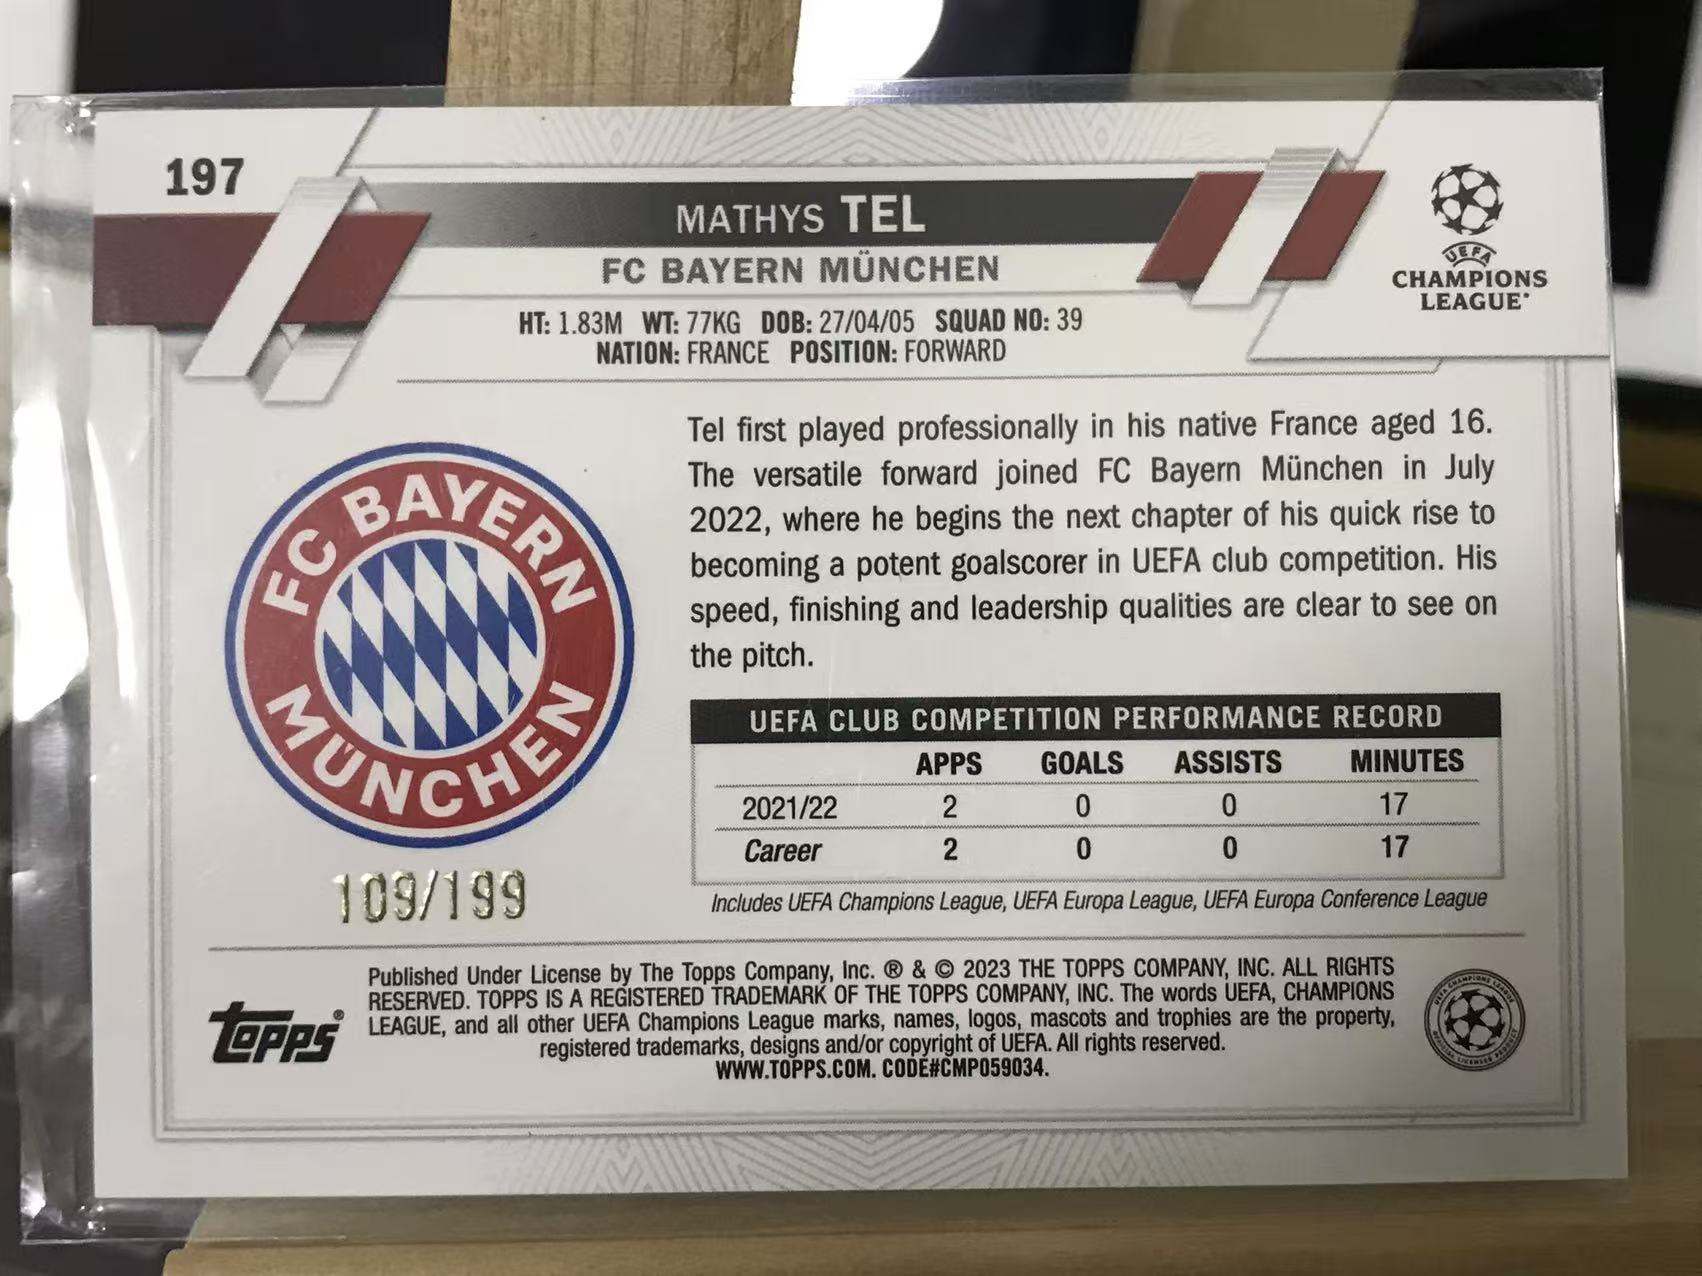 197
MATHYS TEL
FC BAYERN MÜNCHEN
HT: 1.83M WT: 77KG DOB: 27/04/05 SQUAD NO: 39
NATION: FRANCE POSITION: FORWARD
UEFA
CHAMPIONS
LEAGUE
Tel first played professionally in his native France aged 16.
The versatile forward joined FC Bayern München in July
2022, where he begins the next chapter of his quick rise to
becoming a potent goalscorer in UEFA club competition. His
speed, finishing and leadership qualities are clear to see on
the pitch.
FC BAYERN
MÜNCHEN
109/199
UEFA CLUB COMPETITION PERFORMANCE RECORD
APPS GOALS ASSISTS MINUTES
2021/22 2 0 0 17
Career 2 0 0 17
Includes UEFA Champions League, UEFA Europa League, UEFA Europa Conference League
topps®
Published Under License by The Topps Company, Inc. ® & © 2023 THE TOPPS COMPANY, INC. ALL RIGHTS
RESERVED. TOPPS IS A REGISTERED TRADEMARK OF THE TOPPS COMPANY, INC. The words UEFA, CHAMPIONS
LEAGUE, and all other UEFA Champions League marks, names, logos, mascots and trophies are the property,
registered trademarks, designs and/or copyright of UEFA. All rights reserved.
WWW.TOPPS.COM. CODE#CMP059034.
UEFA CHAMPIONS LEAGUE
OFFICIAL LICENSED PRODUCT